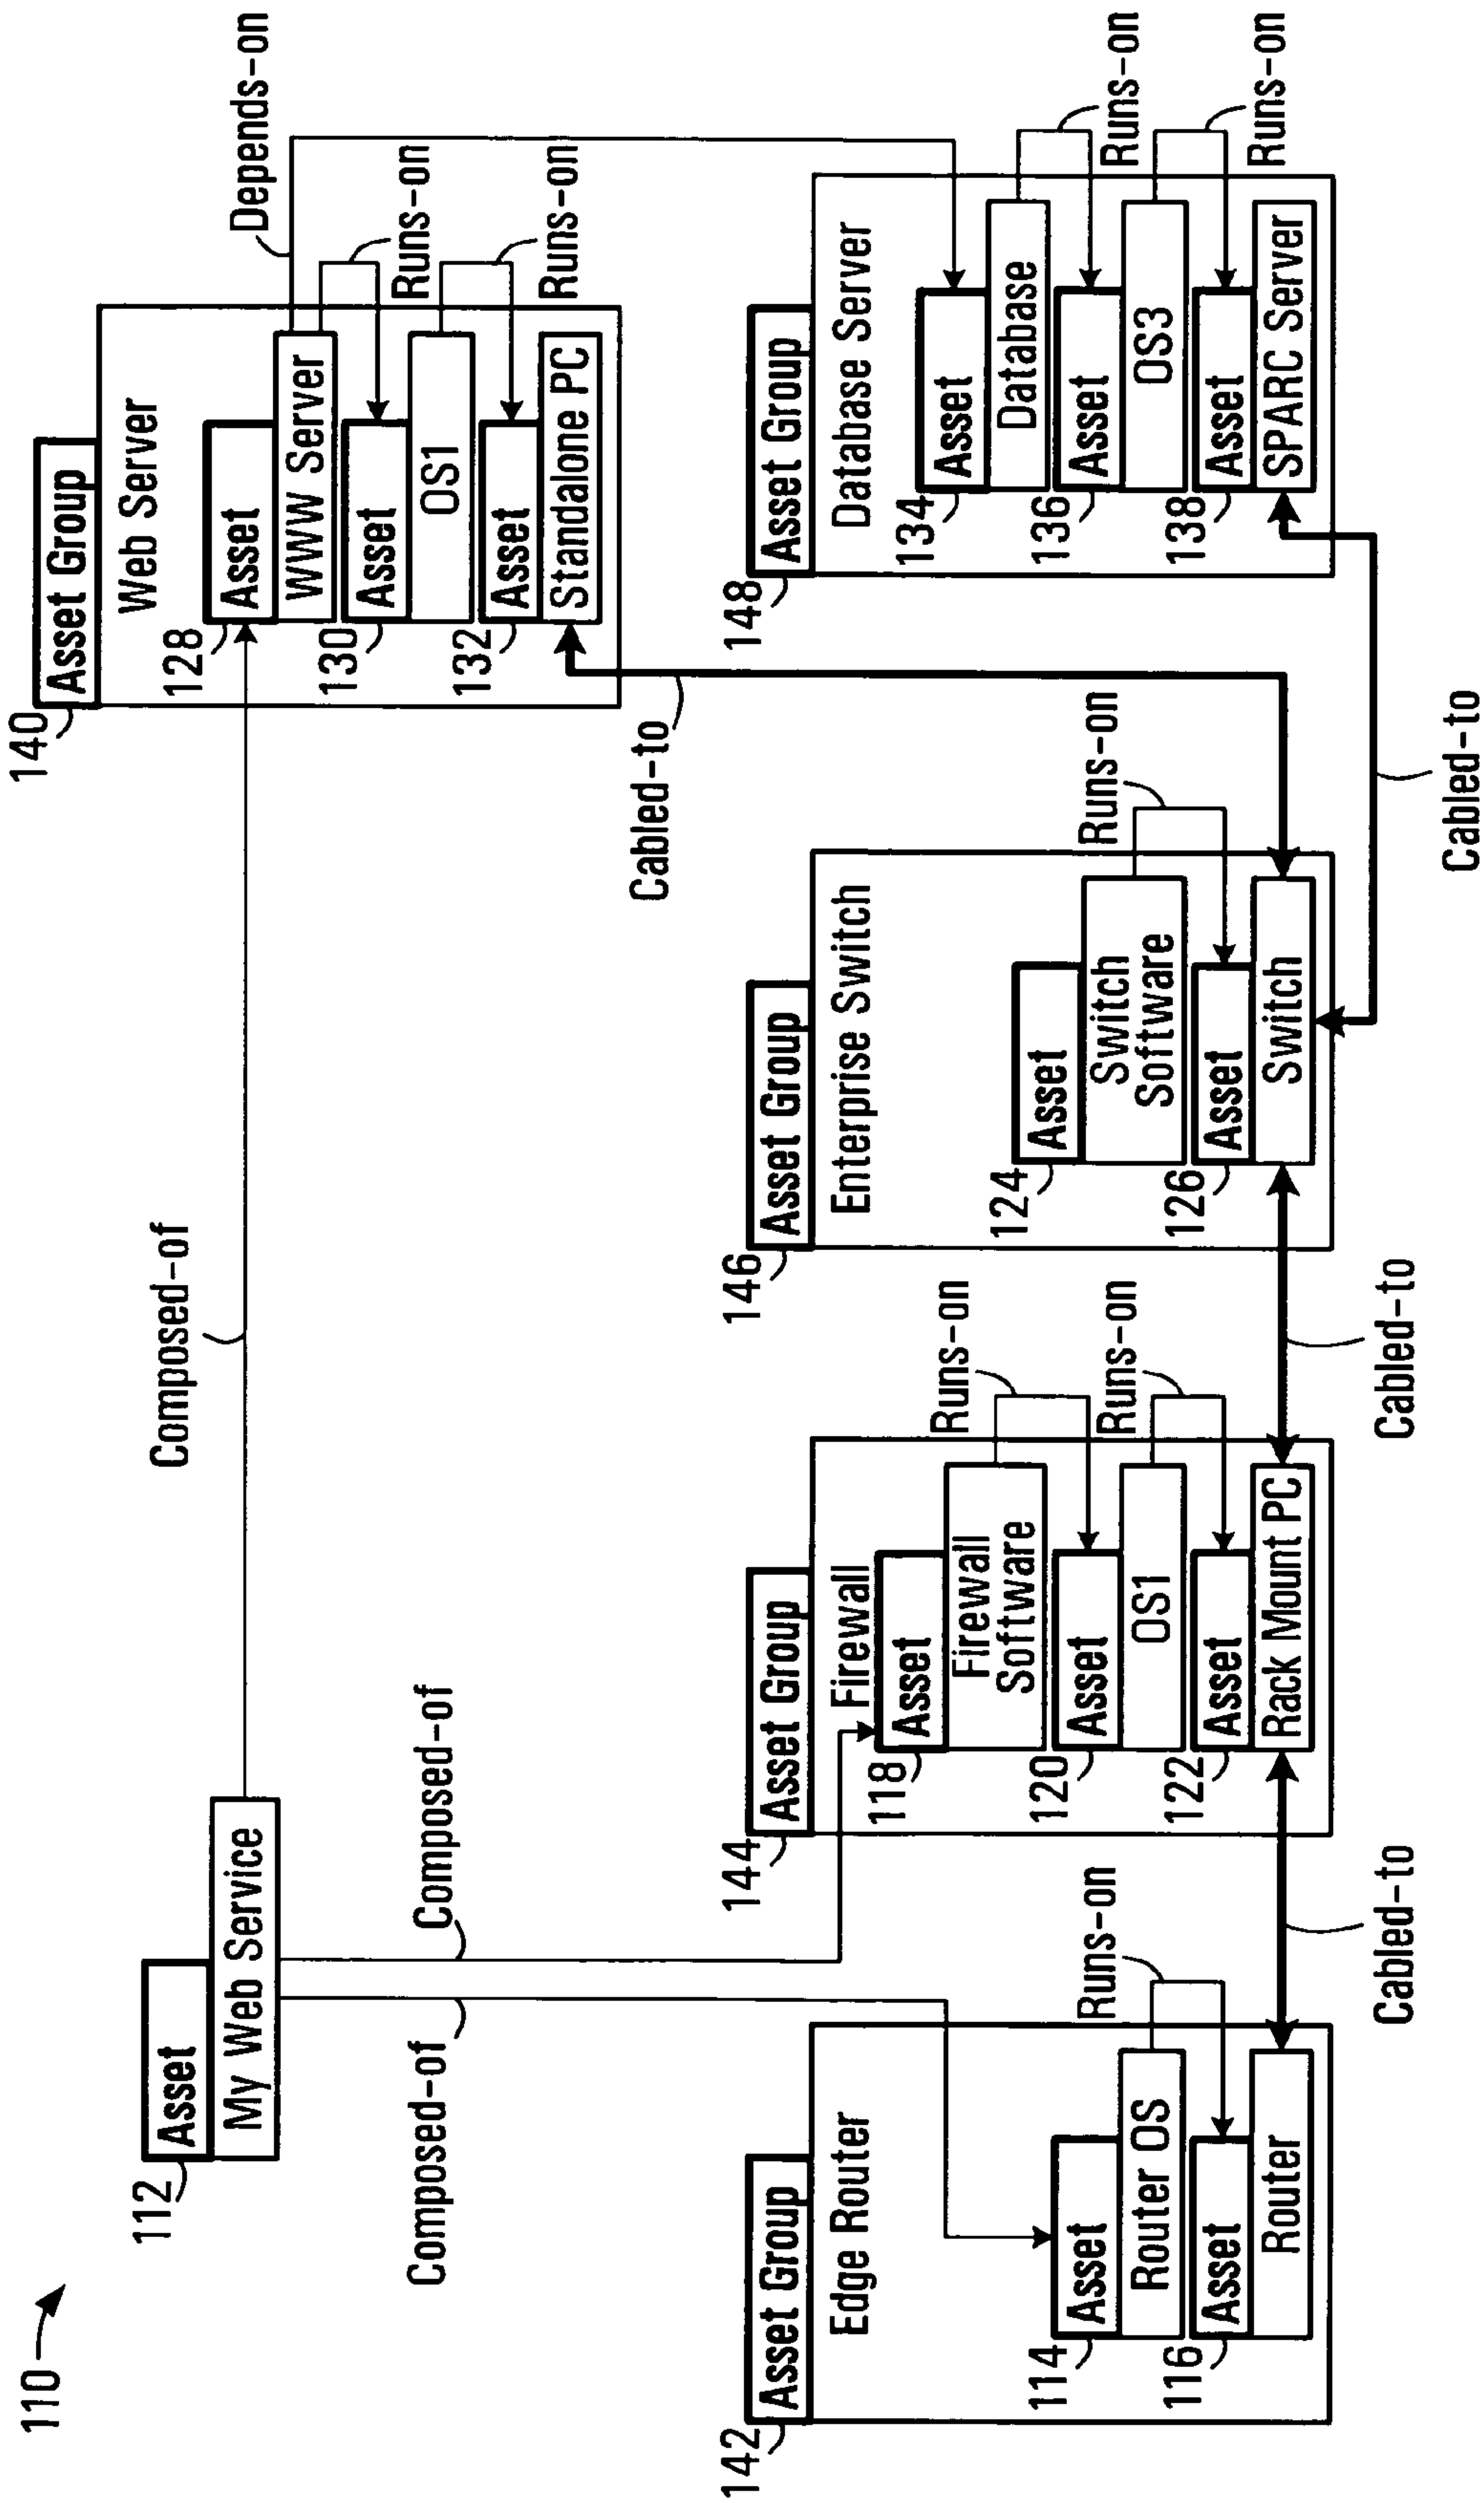 110
112
Asset
My Web Service
Composed-of
Composed-of
Composed-of
140
Asset Group
Web Server
128
Asset
WWW Server
130
Asset
OS1
132
Asset
Standalone PC
Depends-on
Runs-on
Runs-on
Cabled-to
142
Asset Group
Edge Router
114
Asset
Router OS
116
Asset
Router
Runs-on
Cabled-to
144
Asset Group
Firewall
118
Asset
Firewall
Software
120
Asset
OS1
122
Asset
Rack Mount PC
Runs-on
Runs-on
Cabled-to
146
Asset Group
Enterprise Switch
124
Asset
Switch
Software
126
Asset
Switch
Runs-on
Cabled-to
148
Asset Group
Database Server
134
Asset
Database
136
Asset
OS3
138
Asset
SPARC Server
Runs-on
Runs-on